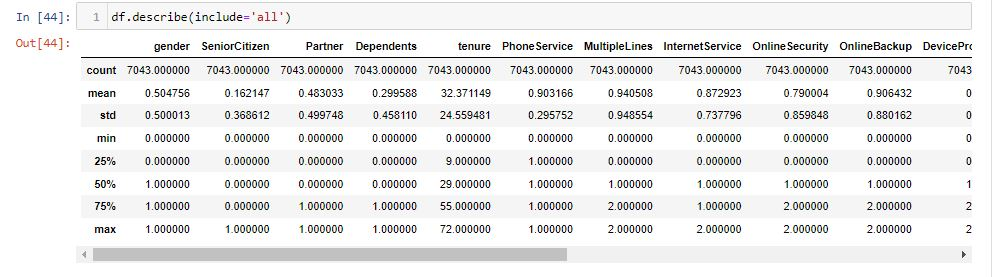 In [44]: 1 df.describe(include='all')
Out[44]:
gender SeniorCitizen Partner Dependents tenure PhoneService MultipleLines InternetService OnlineSecurity OnlineBackup DevicePro
count 7043.000000 7043.000000 7043.000000 7043.000000 7043.000000 7043.000000 7043.000000 7043.000000 7043.000000 7043.000000 7043
mean 0.504756 0.162147 0.483033 0.299588 32.371149 0.903166 0.940508 0.872923 0.790004 0.906432 0
std 0.500013 0.368612 0.499748 0.458110 24.559481 0.295752 0.948554 0.737796 0.859848 0.880162 0
min 0.000000 0.000000 0.000000 0.000000 0.000000 0.000000 0.000000 0.000000 0.000000 0.000000 0
25% 0.000000 0.000000 0.000000 0.000000 9.000000 1.000000 0.000000 0.000000 0.000000 0.000000 0
50% 1.000000 0.000000 0.000000 0.000000 29.000000 1.000000 1.000000 1.000000 1.000000 1.000000 1
75% 1.000000 0.000000 1.000000 1.000000 55.000000 1.000000 2.000000 1.000000 2.000000 2.000000 2
max 1.000000 1.000000 1.000000 1.000000 72.000000 1.000000 2.000000 2.000000 2.000000 2.000000 2